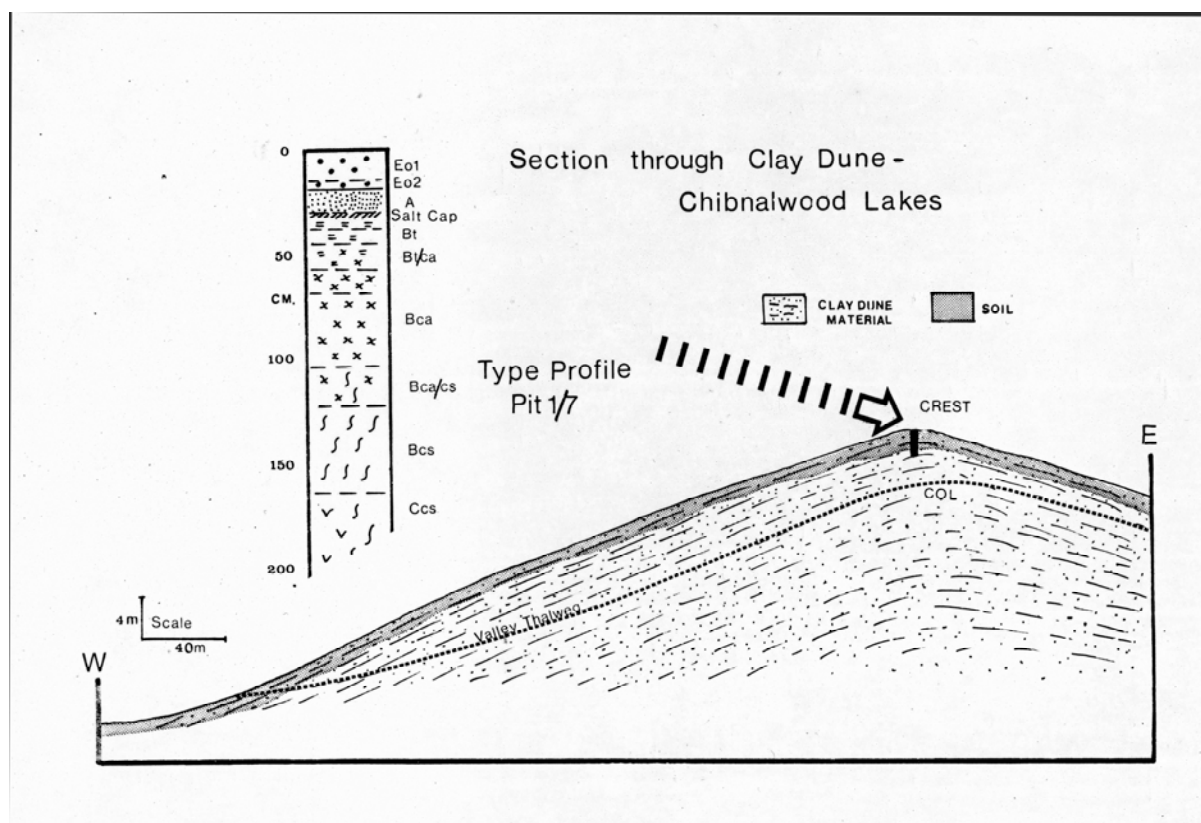 Section through Clay Dune -
Chibnalwood Lakes
0
50
CM.
100
150
200
Eo1
Eo2
A
Salt Cap
Bt
Bt/ca
Bca
Bca/cs
Bcs
Ccs
CLAY DUNE
MATERIAL
SOIL
Type Profile
Pit 1/7
CREST
E
COL
Valley Thalweg
4m
Scale
40m
W